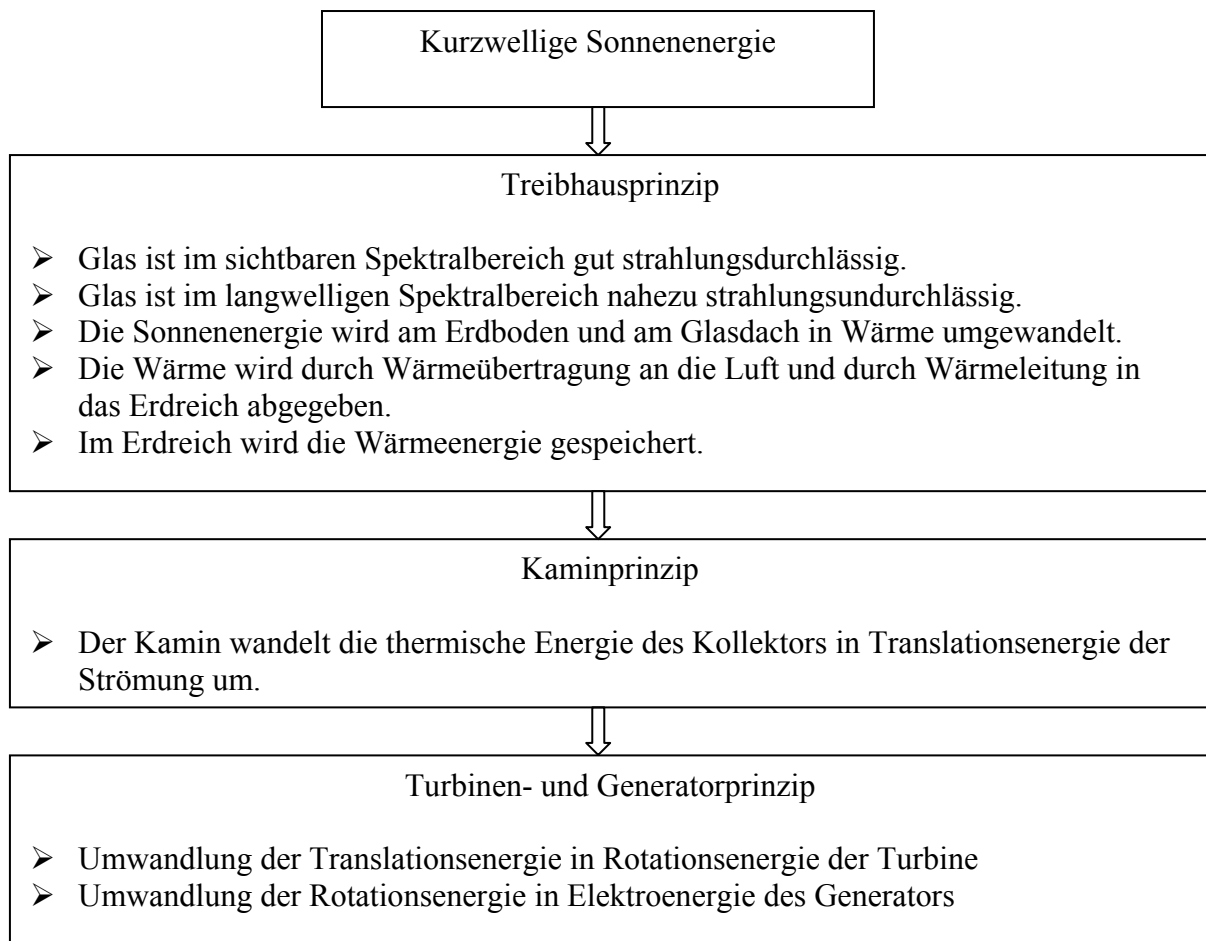 Kurzwellige Sonnenenergie
Treibhausprinzip
➢ Glas ist im sichtbaren Spektralbereich gut strahlungsdurchlässig.
➢ Glas ist im langwelligen Spektralbereich nahezu strahlungsundurchlässig.
➢ Die Sonnenenergie wird am Erdboden und am Glasdach in Wärme umgewandelt.
➢ Die Wärme wird durch Wärmeübertragung an die Luft und durch Wärmeleitung in
das Erdreich abgegeben.
➢ Im Erdreich wird die Wärmeenergie gespeichert.
Kaminprinzip
➢ Der Kamin wandelt die thermische Energie des Kollektors in Translationsenergie der
Strömung um.
Turbinen- und Generatorprinzip
➢ Umwandlung der Translationsenergie in Rotationsenergie der Turbine
➢ Umwandlung der Rotationsenergie in Elektroenergie des Generators